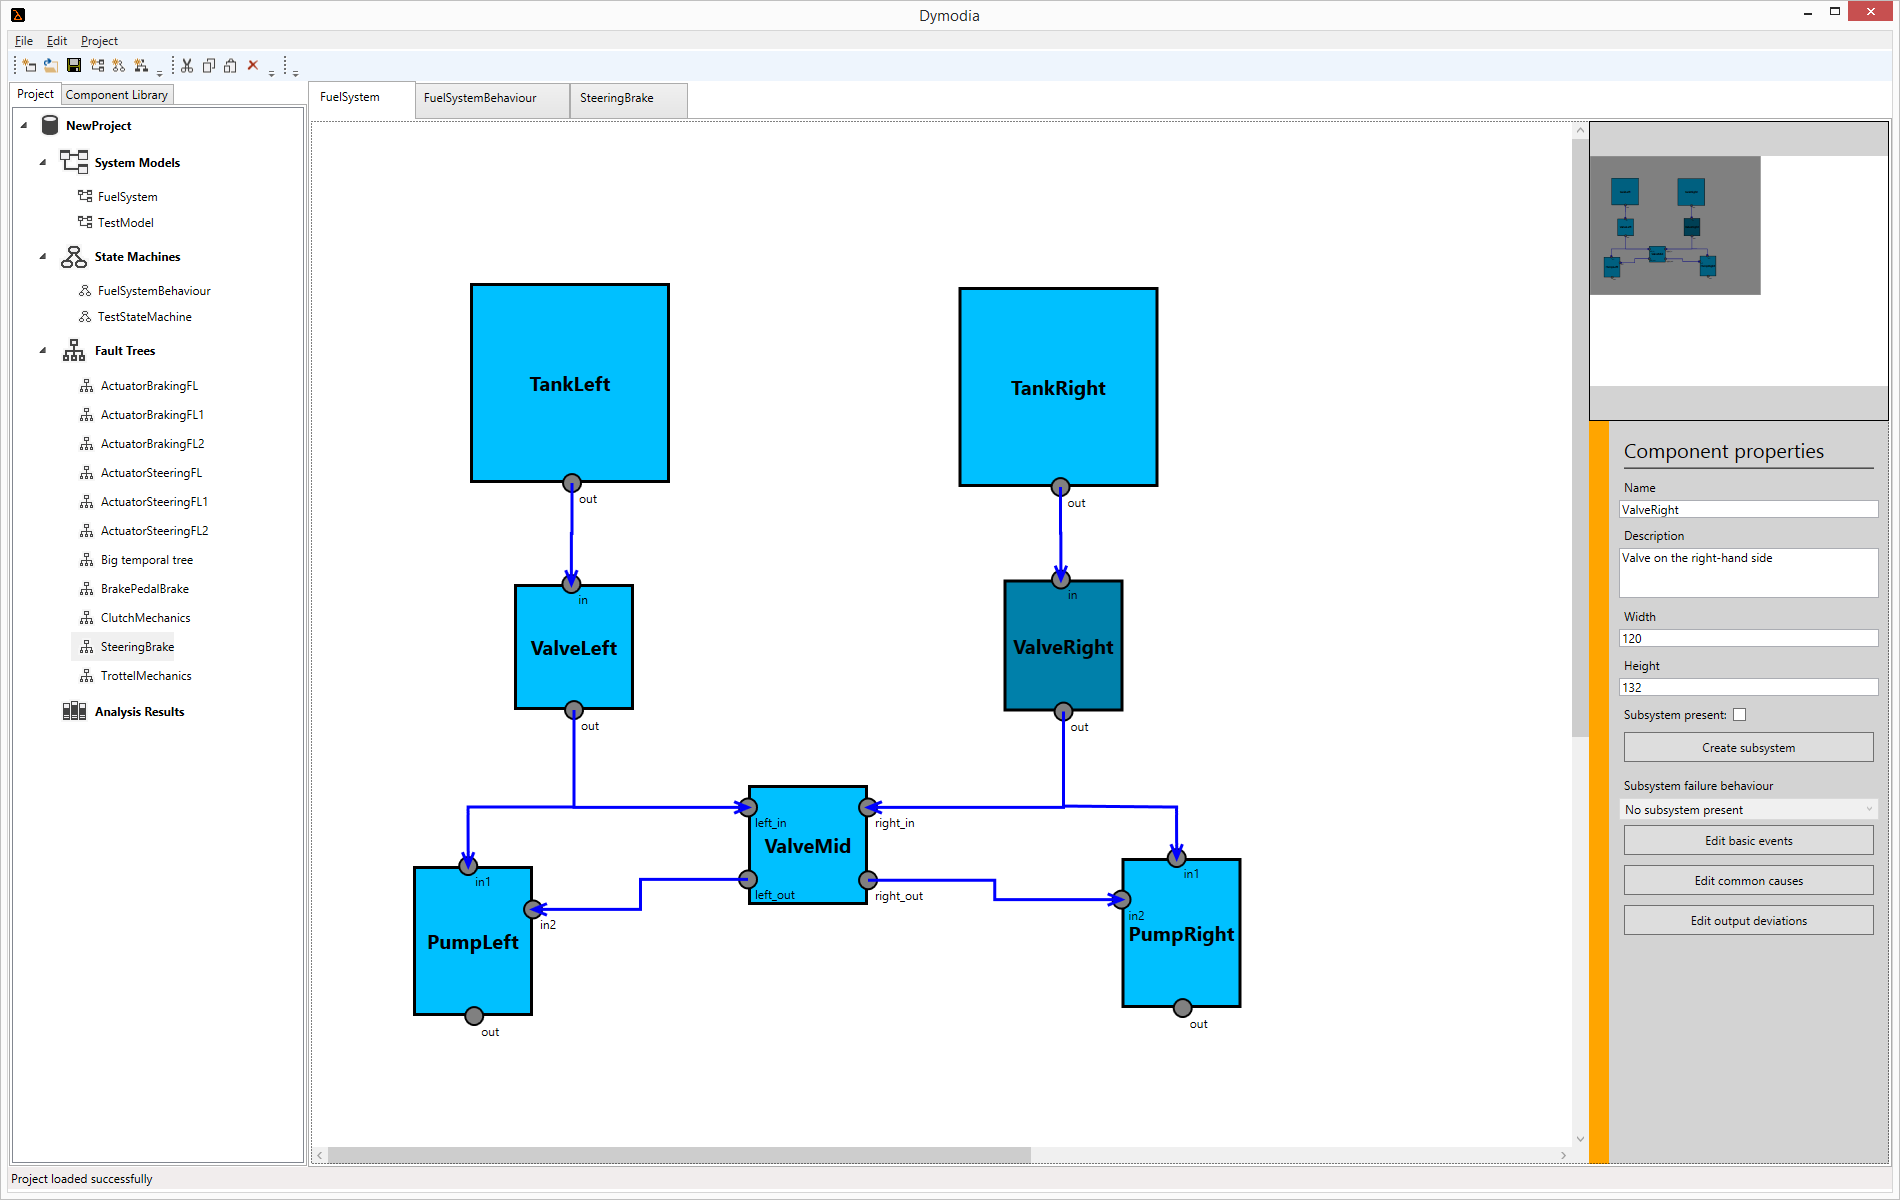 Dymodia
File Edit Project
Project Component Library
NewProject
System Models
FuelSystem
TestModel
State Machines
FuelSystemBehaviour
TestStateMachine
Fault Trees
ActuatorBrakingFL
ActuatorBrakingFL1
ActuatorBrakingFL2
ActuatorSteeringFL
ActuatorSteeringFL1
ActuatorSteeringFL2
Big temporal tree
BrakePedalBrake
ClutchMechanics
SteeringBrake
TrottelMechanics
Analysis Results
FuelSystem FuelSystemBehaviour SteeringBrake
TankLeft
out
TankRight
out
in
ValveLeft
out
in
ValveRight
out
left_in
right_in
ValveMid
left_out
right_out
in1
in2
PumpLeft
out
in1
in2
PumpRight
out
Component properties
Name
ValveRight
Description
Valve on the right-hand side
Width
120
Height
132
Subsystem present:
Create subsystem
Subsystem failure behaviour
No subsystem present
Edit basic events
Edit common causes
Edit output deviations
Project loaded successfully